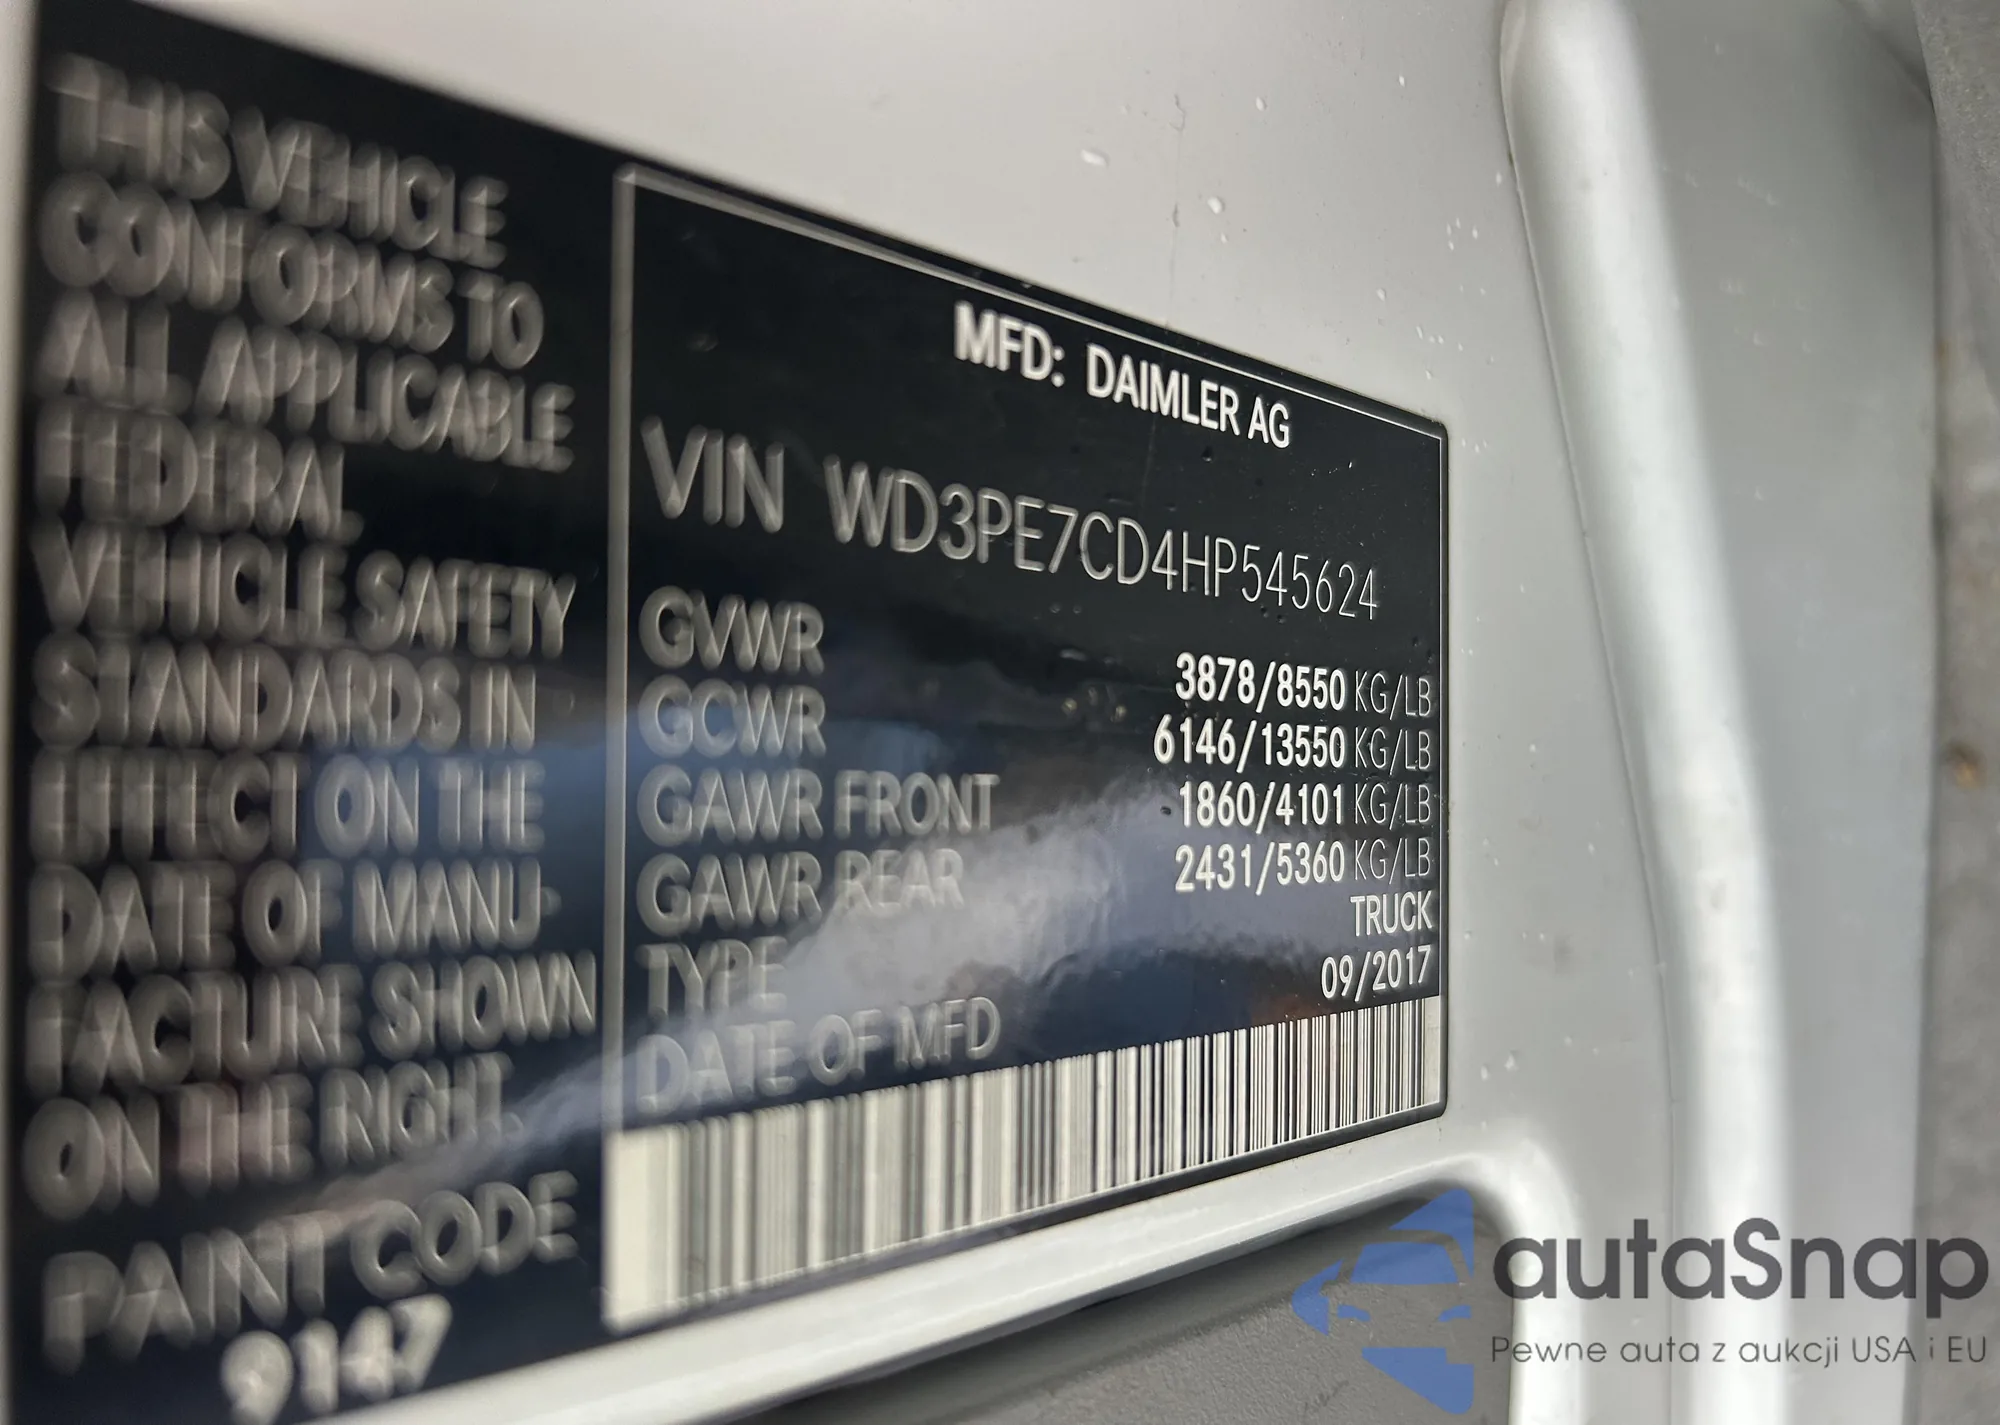 THIS VEHICLE
CONFORMS TO
ALL APPLICABLE
FEDERAL
VEHICLE SAFETY
STANDARDS IN
EFFECT ON THE
DATE OF MANU-
FACTURE SHOWN
ON THE RIGHT.
PAINT CODE
9147
MFD: DAIMLER AG
VIN WD3PE7CD4HP545624
GVWR 3878/8550 KG/LB
GCWR 6146/13550 KG/LB
GAWR FRONT 1860/4101 KG/LB
GAWR REAR 2431/5360 KG/LB
TYPE TRUCK
DATE OF MFD 09/2017
autaSnap
Pewne auta z aukcji USA i EU